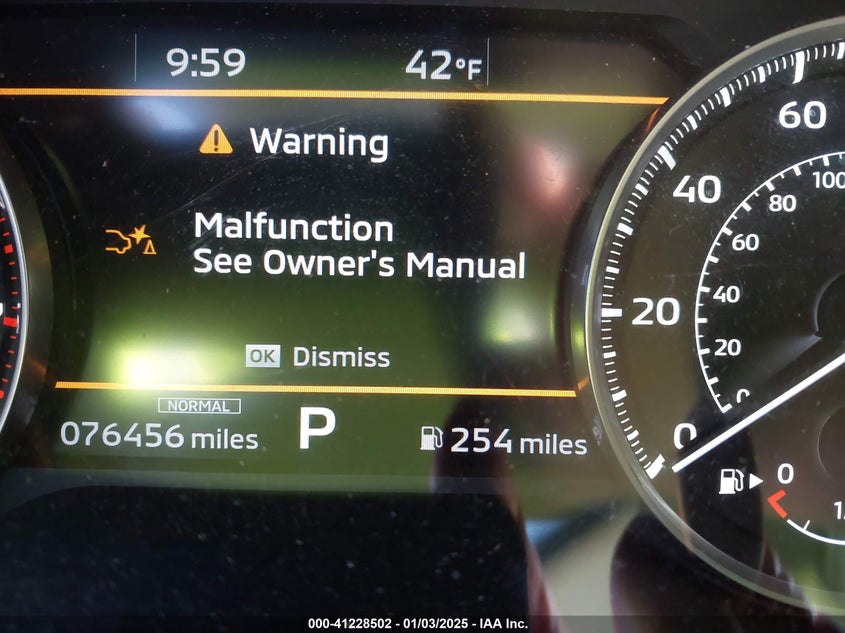 9:59 42°F
Warning
Malfunction
See Owner's Manual
OK Dismiss
NORMAL
076456 miles P 254 miles
60
40
20
0
100
80
60
40
20
0
0
000-41228502 - 01/03/2025 - IAA Inc.